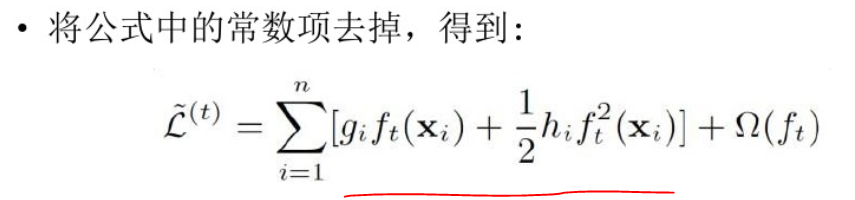 • 将公式中的常数项去掉，得到：
$\tilde{\mathcal{L}}^{(t)} = \sum_{i=1}^{n} [g_i f_t(\mathbf{x}_i) + \frac{1}{2} h_i f_t^2(\mathbf{x}_i)] + \Omega(f_t)$